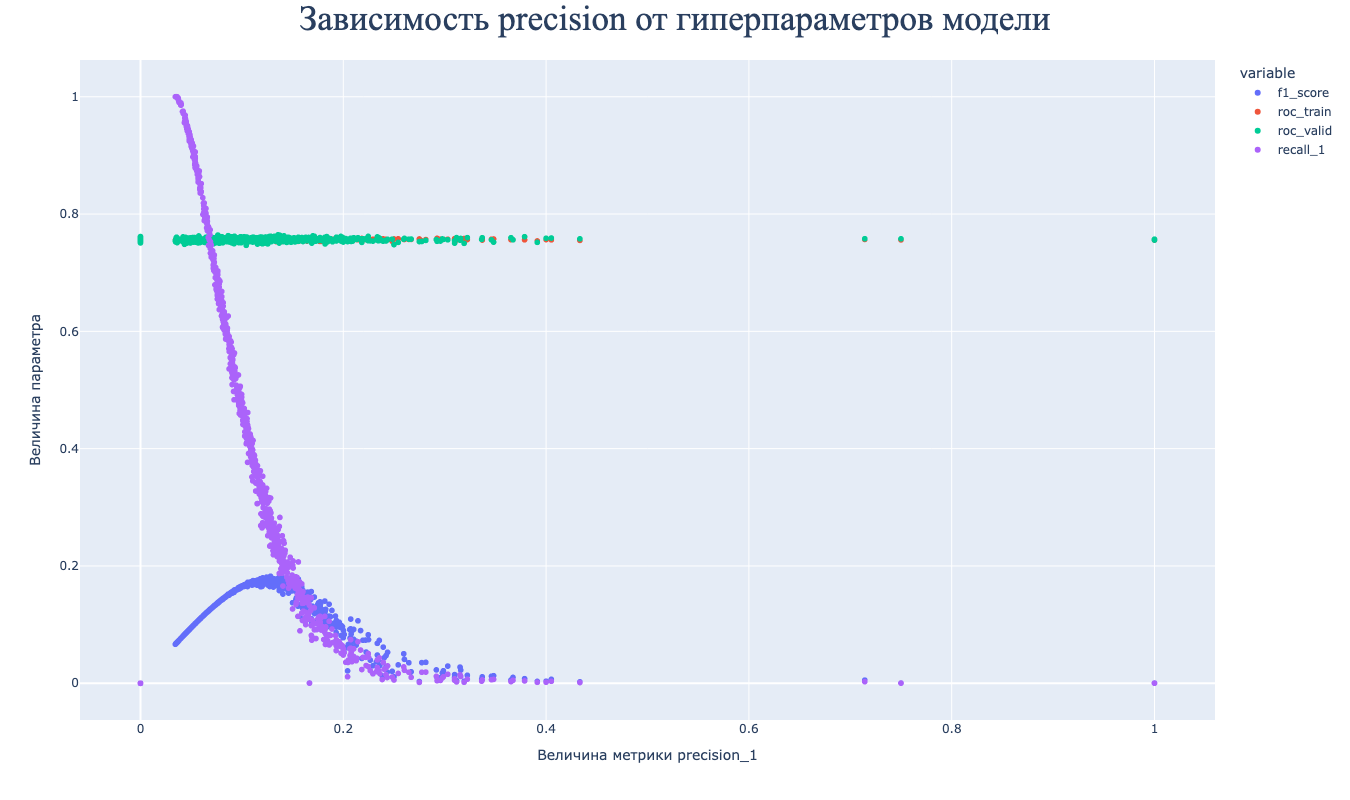 Зависимость precision от гиперпараметров модели
variable
f1_score
roc_train
roc_valid
recall_1
1
0.8
0.6
0.4
0.2
0
Величина параметра
0 0.2 0.4 0.6 0.8 1
Величина метрики precision_1